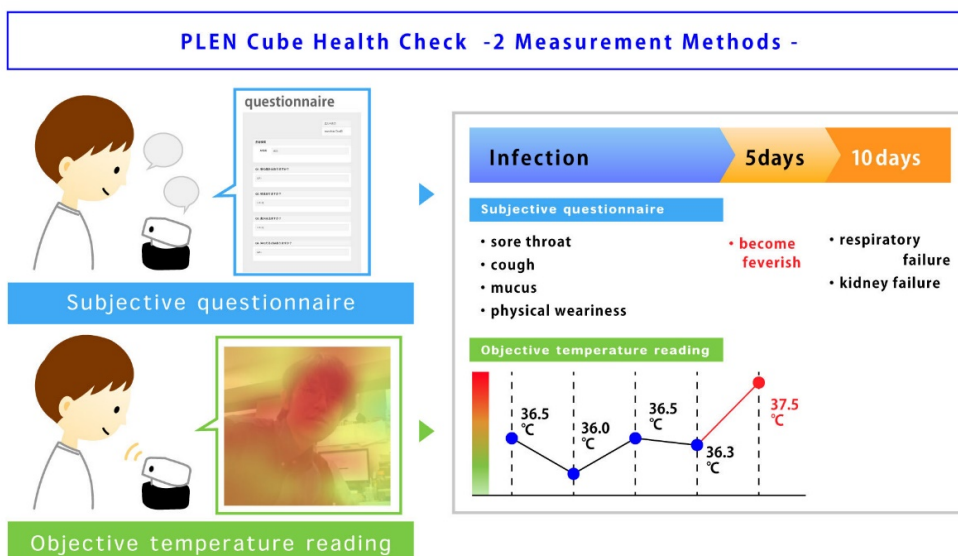 PLEN Cube Health Check -2 Measurement Methods -
questionnaire
Subjective questionnaire
Objective temperature reading
Infection
5days
10days
Subjective questionnaire
• sore throat
• cough
• mucus
• physical weariness
• become
feverish
• respiratory
failure
• kidney failure
Objective temperature reading
36.5
℃
36.0
℃
36.5
℃
36.3
℃
37.5
℃